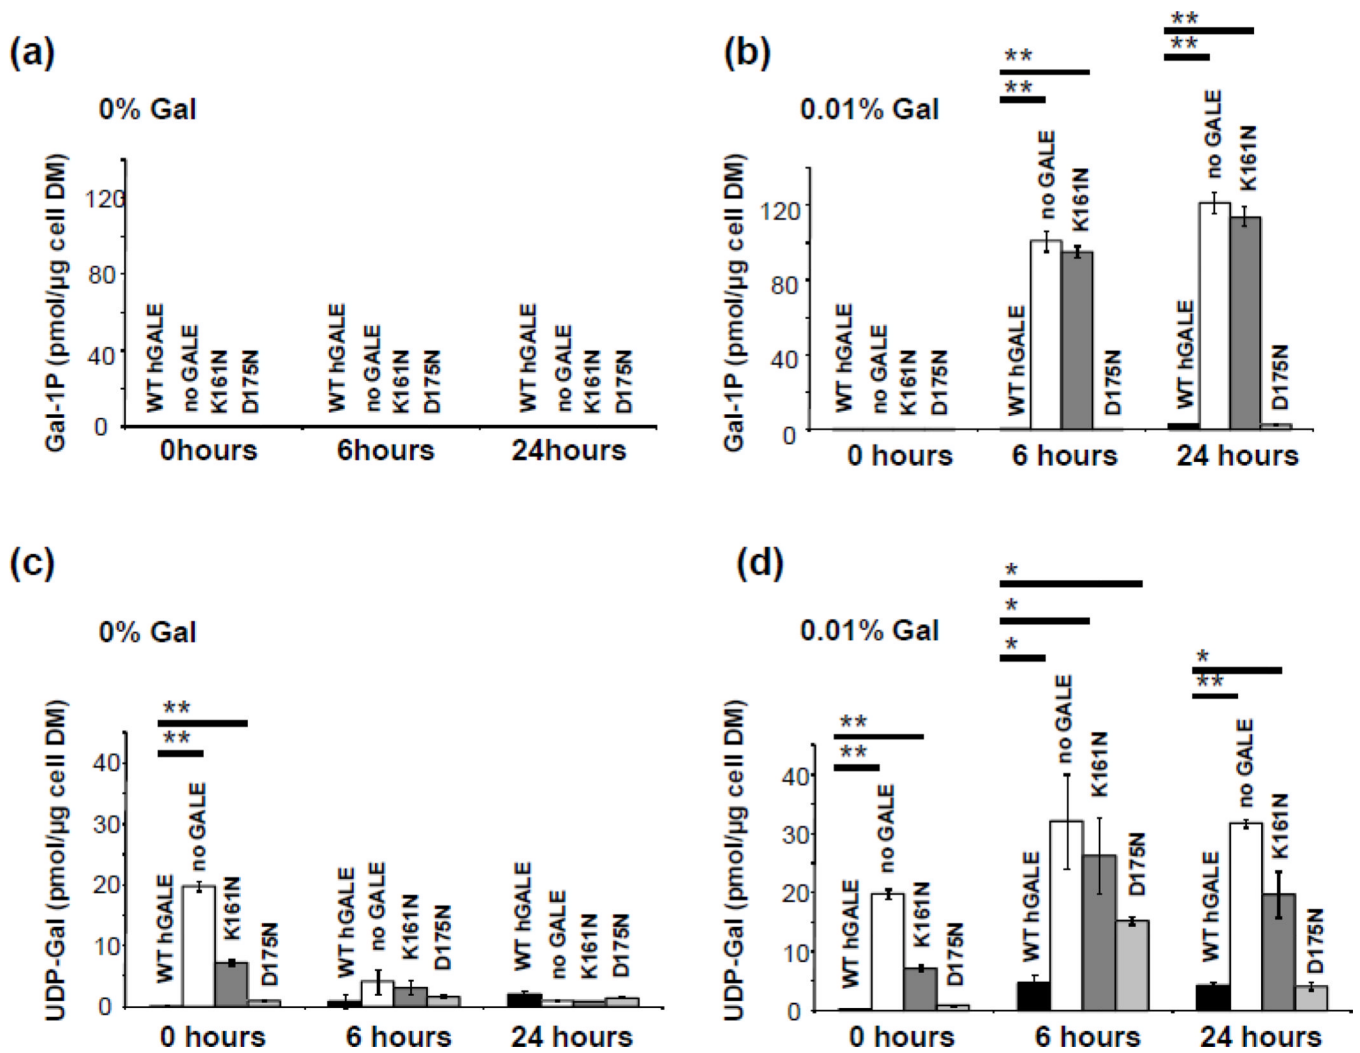 (a)
0% Gal
Gal-1P (pmol/µg cell DM)
120
80
40
0
WT hGALE
no GALE
K161N
D175N
WT hGALE
no GALE
K161N
D175N
WT hGALE
no GALE
K161N
D175N
0hours
6hours
24hours
(b)
0.01% Gal
Gal-1P (pmol/µg cell DM)
120
80
40
0
WT hGALE
no GALE
K161N
D175N
**
**
WT hGALE
no GALE
K161N
D175N
**
**
WT hGALE
no GALE
K161N
D175N
0 hours
6 hours
24 hours
(c)
0% Gal
UDP-Gal (pmol/µg cell DM)
40
30
20
10
0
**
**
WT hGALE
no GALE
K161N
D175N
WT hGALE
no GALE
K161N
D175N
WT hGALE
no GALE
K161N
D175N
0 hours
6 hours
24 hours
(d)
0.01% Gal
UDP-Gal (pmol/µg cell DM)
40
30
20
10
0
**
**
WT hGALE
no GALE
K161N
D175N
*
*
*
WT hGALE
no GALE
K161N
D175N
*
**
WT hGALE
no GALE
K161N
D175N
0 hours
6 hours
24 hours